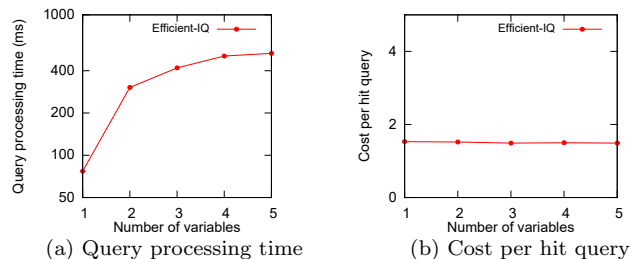 Efficient-IQ
Query processing time (ms)
1000
400
200
100
50
1 2 3 4 5
Number of variables
(a) Query processing time
Efficient-IQ
Cost per hit query
4
2
0
1 2 3 4 5
Number of variables
(b) Cost per hit query